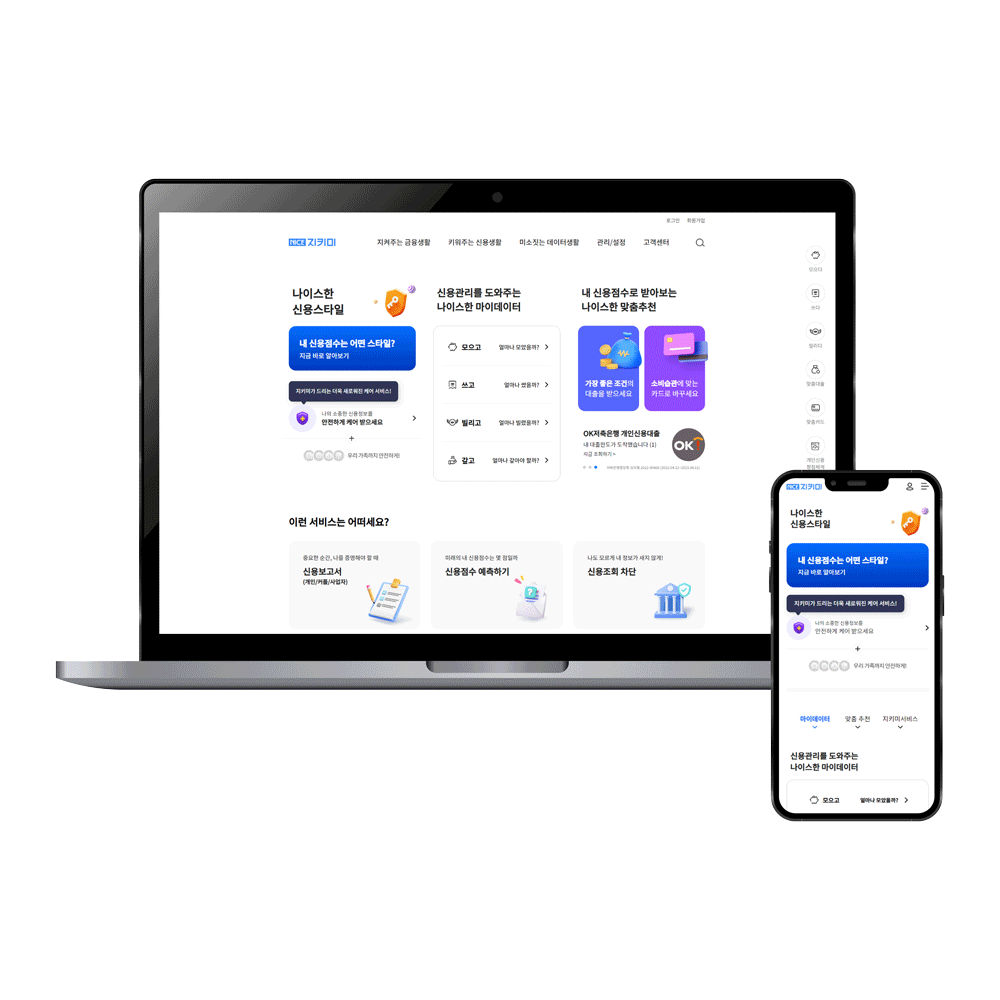 로그인 회원가입
NICE 지키미 지켜주는 금융생활 키워주는 신용생활 미소짓는 데이터생활 관리/설정 고객센터
나이스한
신용스타일
내 신용점수는 어떤 스타일?
지금 바로 알아보기
지키미가 드리는 더욱 새로워진 케어 서비스!
나의 소중한 신용정보를
안전하게 케어 받으세요
+
우리 가족까지 안전하게!
신용관리를 도와주는
나이스한 마이데이터
모으고 얼마나 모았을까?
쓰고 얼마나 썼을까?
빌리고 얼마나 빌렸을까?
갚고 얼마나 갚아야 할까?
내 신용점수로 받아보는
나이스한 맞춤추천
가장 좋은 조건의
대출을 받으세요
소비습관에 맞는
카드로 바꾸세요
OK저축은행 개인신용대출
내 대출한도가 도착했습니다 (1)
지금 조회하기 >
OK!
모으다
쓰다
빌리다
맞춤대출
맞춤카드
개인신용
평점체계
이런 서비스는 어떠세요?
중요한 순간, 나를 증명해야 할 때
신용보고서
(개인/커플/사업자)
미래의 내 신용점수는 몇 점일까
신용점수 예측하기
나도 모르게 내 정보가 새지 않게!
신용조회 차단
NICE 지키미
나이스한
신용스타일
내 신용점수는 어떤 스타일?
지금 바로 알아보기
지키미가 드리는 더욱 새로워진 케어 서비스!
나의 소중한 신용정보를
안전하게 케어 받으세요
+
우리 가족까지 안전하게!
마이데이터 맞춤 추천 지키미서비스
신용관리를 도와주는
나이스한 마이데이터
모으고 얼마나 모았을까?